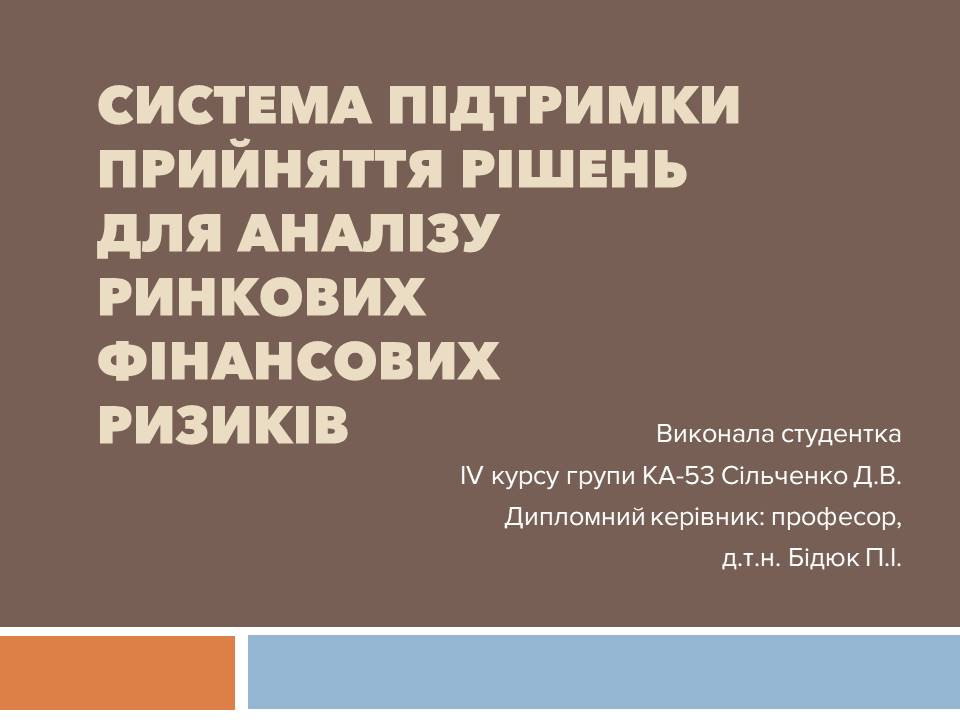 СИСТЕМА ПІДТРИМКИ
ПРИЙНЯТТЯ РІШЕНЬ
ДЛЯ АНАЛІЗУ
РИНКОВИХ
ФІНАНСОВИХ
РИЗИКІВ
Виконала студентка
IV курсу групи КА-53 Сільченко Д.В.
Дипломний керівник: професор,
д.т.н. Бідюк П.І.